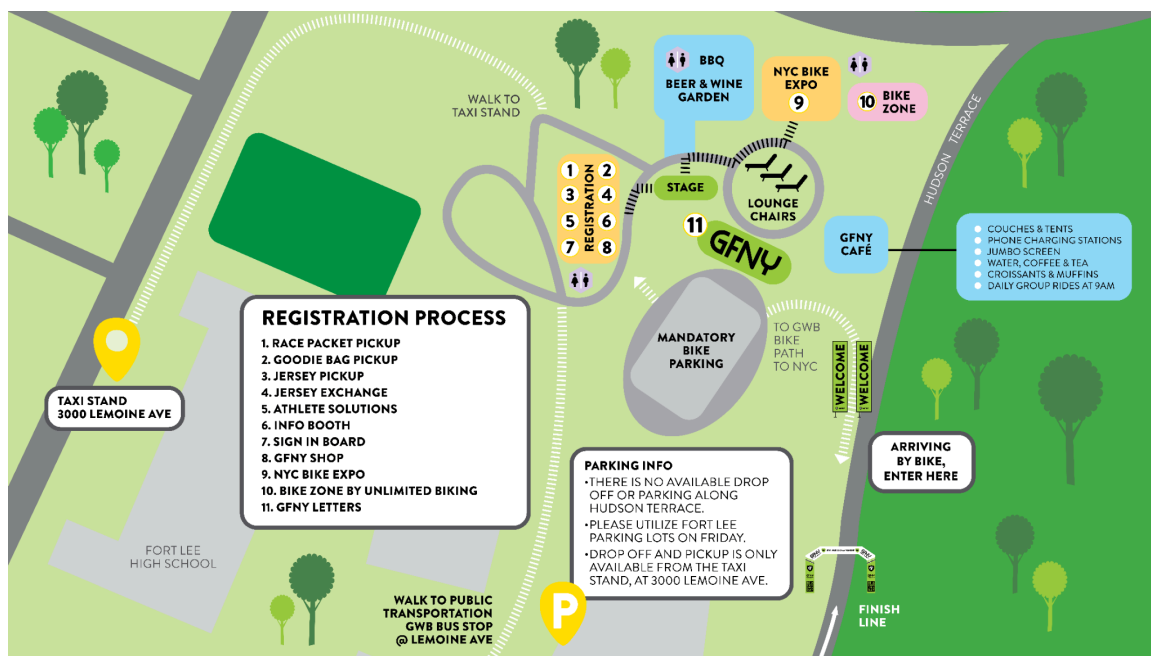 WALK TO
TAXI STAND
BBQ
BEER & WINE
GARDEN
NYC BIKE
EXPO
9
10 BIKE
ZONE
HUDSON TERRACE
1 2
3 4
5 6
7 8
REGISTRATION
STAGE
LOUNGE
CHAIRS
11 GFNY
GFNY
CAFÉ
COUCHES & TENTS
PHONE CHARGING STATIONS
JUMBO SCREEN
WATER, COFFEE & TEA
CROISSANTS & MUFFINS
DAILY GROUP RIDES AT 9AM
REGISTRATION PROCESS
1. RACE PACKET PICKUP
2. GOODIE BAG PICKUP
3. JERSEY PICKUP
4. JERSEY EXCHANGE
5. ATHLETE SOLUTIONS
6. INFO BOOTH
7. SIGN IN BOARD
8. GFNY SHOP
9. NYC BIKE EXPO
10. BIKE ZONE BY UNLIMITED BIKING
11. GFNY LETTERS
MANDATORY
BIKE
PARKING
TO GWB
BIKE
PATH
TO NYC
WELCOME
WELCOME
TAXI STAND
3000 LEMOINE AVE
ARRIVING
BY BIKE,
ENTER HERE
PARKING INFO
•THERE IS NO AVAILABLE DROP
OFF OR PARKING ALONG
HUDSON TERRACE.
•PLEASE UTILIZE FORT LEE
PARKING LOTS ON FRIDAY.
•DROP OFF AND PICKUP IS ONLY
AVAILABLE FROM THE TAXI
STAND, AT 3000 LEMOINE AVE.
FORT LEE
HIGH SCHOOL
WALK TO PUBLIC
TRANSPORTATION
GWB BUS STOP
@ LEMOINE AVE
P
FINISH
LINE